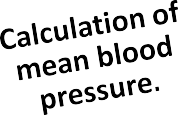 Calculation of
mean blood
pressure.